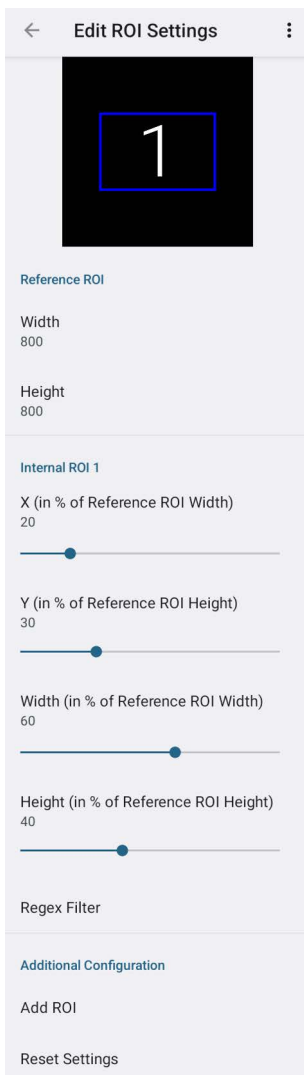 Edit ROI Settings
1
Reference ROI
Width
800
Height
800
Internal ROI 1
X (in % of Reference ROI Width)
20
Y (in % of Reference ROI Height)
30
Width (in % of Reference ROI Width)
60
Height (in % of Reference ROI Height)
40
Regex Filter
Additional Configuration
Add ROI
Reset Settings